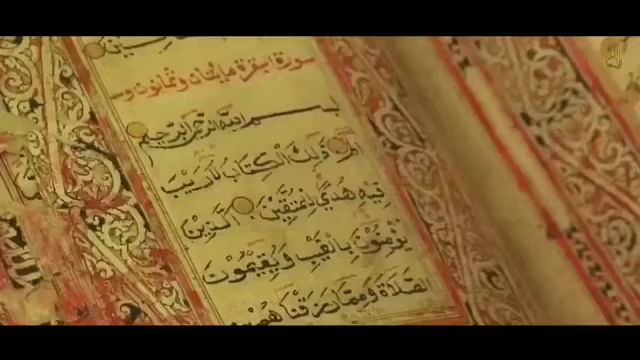 سورة البقرة مايتان وثمانون
بسم الله الرحمن الرحيم
الم ذلك الكتاب لا ريب
فيه هدى للمتقين الذين
يؤمنون بالغيب ويقيمون
الصلاة ومما رزقناهم